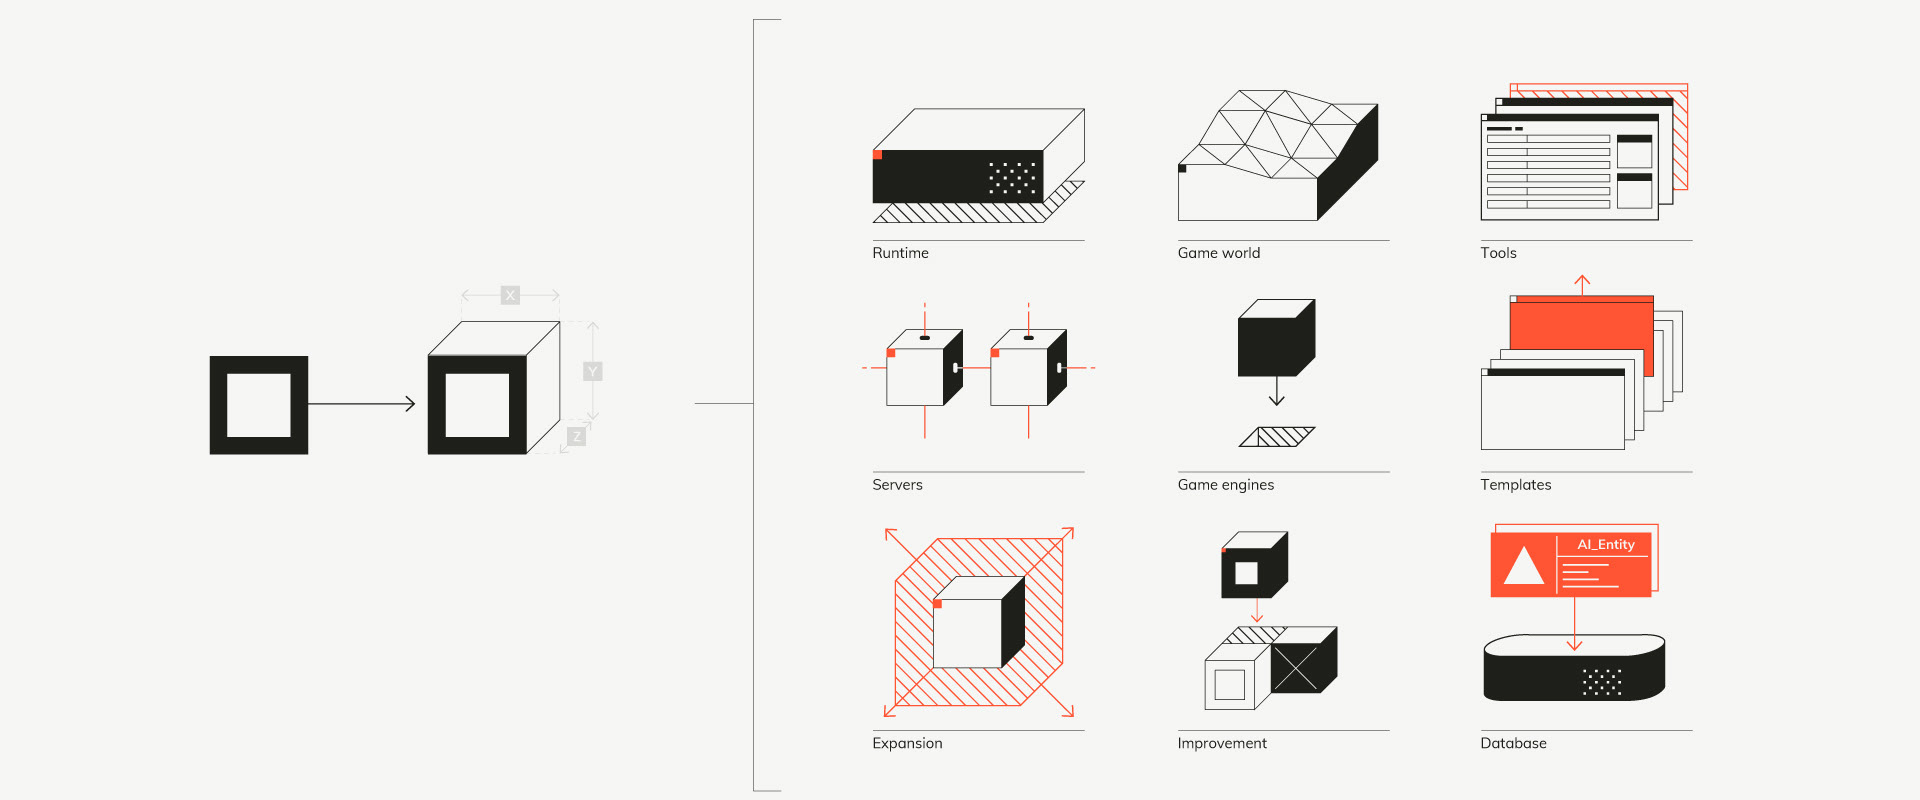 X
Y
Z
Runtime
Game world
Tools
Servers
Game engines
Templates
AI_Entity
Expansion
Improvement
Database